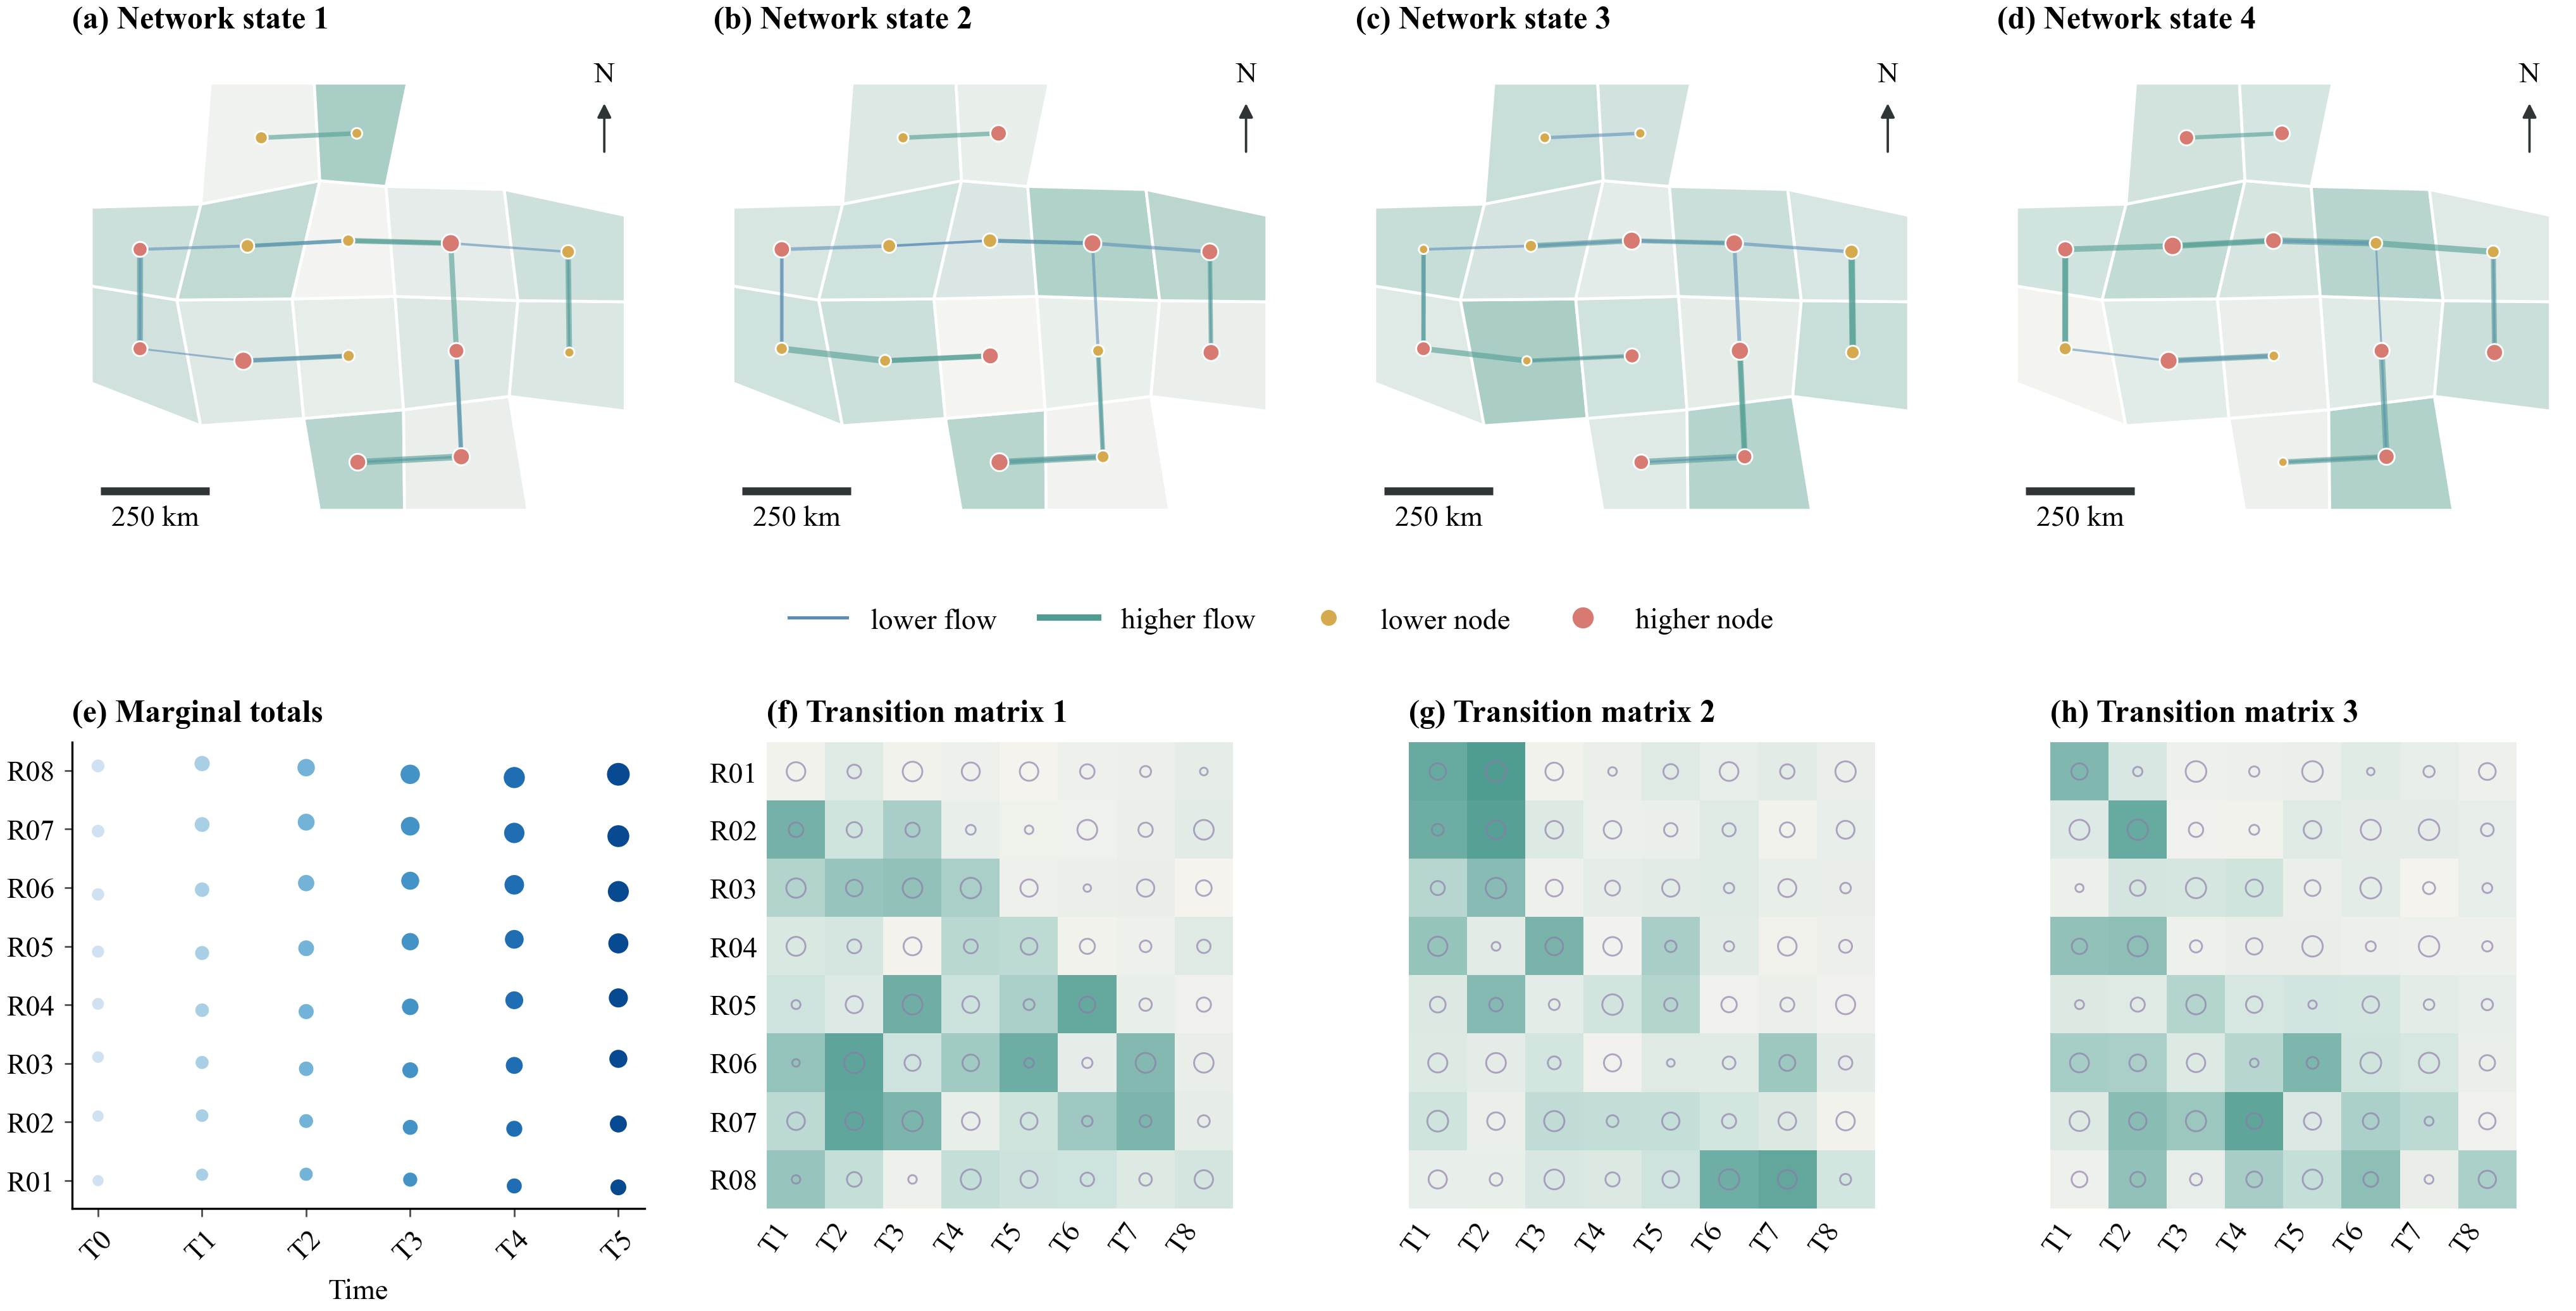 (a) Network state 1
(b) Network state 2
(c) Network state 3
(d) Network state 4
N
N
N
N
250 km
250 km
250 km
250 km
lower flow
higher flow
lower node
higher node
(e) Marginal totals
R08
R07
R06
R05
R04
R03
R02
R01
T0 T1 T2 T3 T4 T5
Time
(f) Transition matrix 1
R01
R02
R03
R04
R05
R06
R07
R08
T1 T2 T3 T4 T5 T6 T7 T8
(g) Transition matrix 2
T1 T2 T3 T4 T5 T6 T7 T8
(h) Transition matrix 3
T1 T2 T3 T4 T5 T6 T7 T8